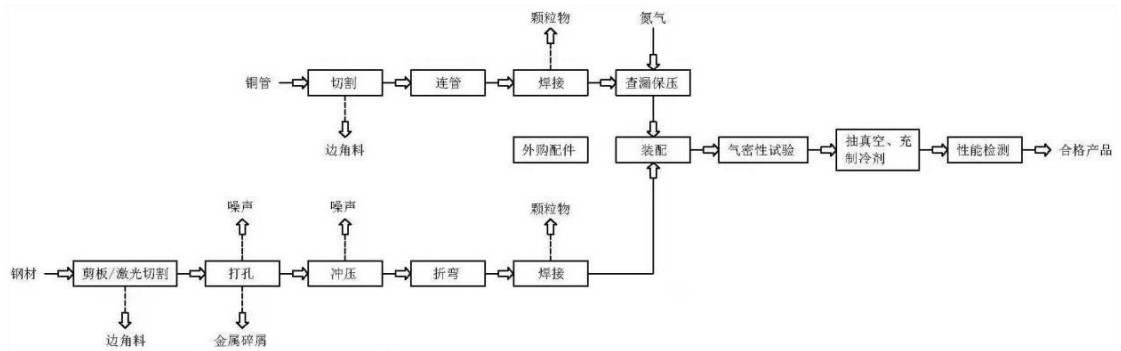 颗粒物
氮气
铜管
切割
连管
焊接
查漏保压
边角料
外购配件
装配
气密性试验
抽真空、充
制冷剂
性能检测
合格产品
噪声
噪声
颗粒物
钢材
剪板/激光切割
打孔
冲压
折弯
焊接
边角料
金属碎屑